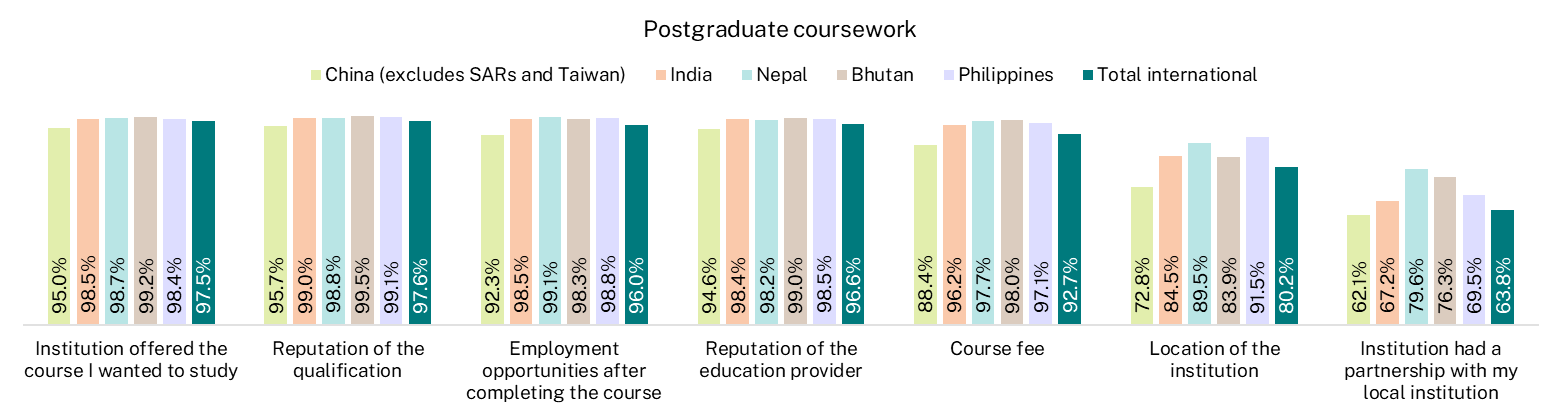 Postgraduate coursework
China (excludes SARs and Taiwan) India Nepal Bhutan Philippines Total international
95.0% 98.5% 98.7% 99.2% 98.4% 97.5%
95.7% 99.0% 98.8% 99.5% 99.1% 97.6%
92.3% 98.5% 99.1% 98.3% 98.8% 96.0%
94.6% 98.4% 98.2% 99.0% 98.5% 96.6%
88.4% 96.2% 97.7% 98.0% 97.1% 92.7%
72.8% 84.5% 89.5% 83.9% 91.5% 80.2%
62.1% 67.2% 79.6% 76.3% 69.5% 63.8%
Institution offered the
course I wanted to study
Reputation of the
qualification
Employment
opportunities after
completing the course
Reputation of the
education provider
Course fee
Location of the
institution
Institution had a
partnership with my
local institution